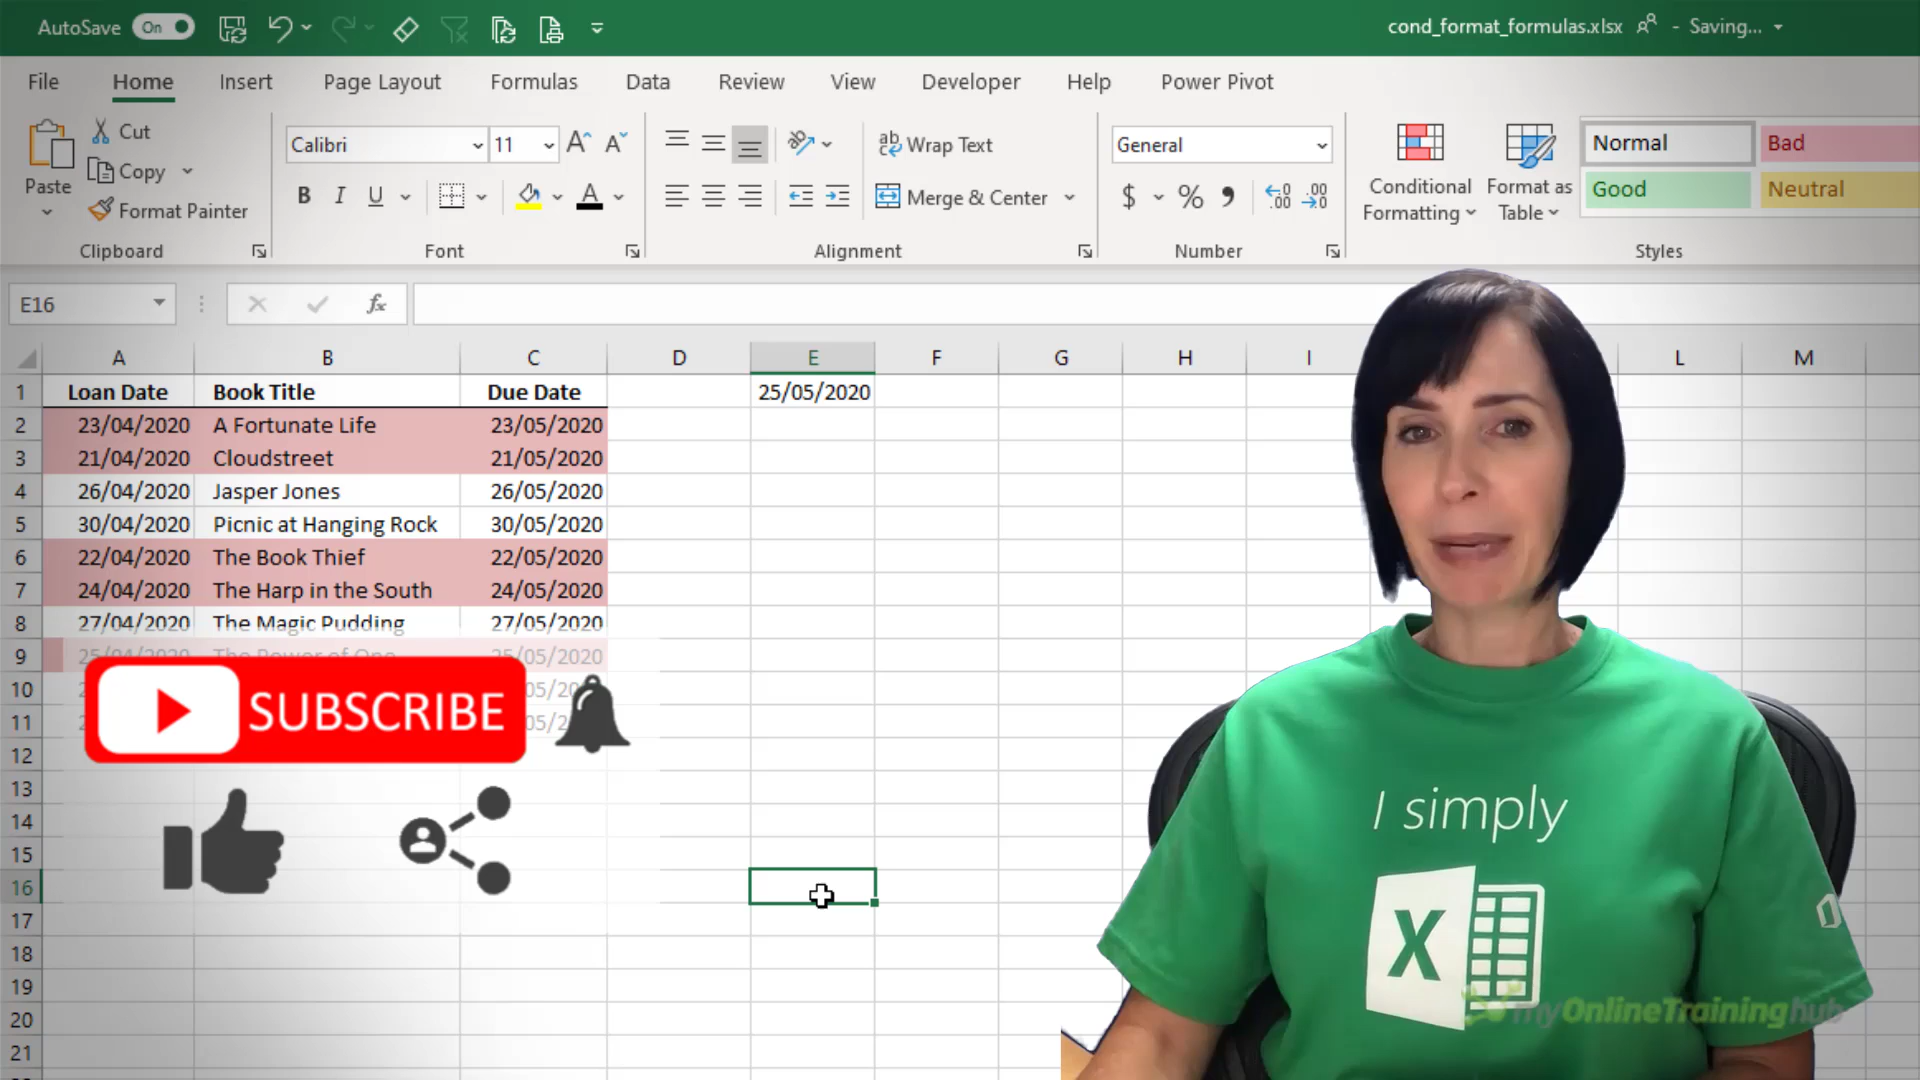 AutoSave On
cond_format_formulas.xlsx - Saving...
File Home Insert Page Layout Formulas Data Review View Developer Help Power Pivot
Cut
Copy
Paste
Format Painter
Clipboard
Calibri 11
B I U A
Font
ab Wrap Text
Merge & Center
Alignment
General
$ %
Number
Conditional Formatting
Format as Table
Normal Bad
Good Neutral
Styles
E16 fx
A B C D E F G H I L M
1 Loan Date Book Title Due Date 25/05/2020
2 23/04/2020 A Fortunate Life 23/05/2020
3 21/04/2020 Cloudstreet 21/05/2020
4 26/04/2020 Jasper Jones 26/05/2020
5 30/04/2020 Picnic at Hanging Rock 30/05/2020
6 22/04/2020 The Book Thief 22/05/2020
7 24/04/2020 The Harp in the South 24/05/2020
8 27/04/2020 The Magic Pudding 27/05/2020
9 25/04/2020 The Power of One 25/05/2020
10
11
SUBSCRIBE
12
13
14
15
16
17
18
19
20
21
I simply
X
myOnlineTraininghub